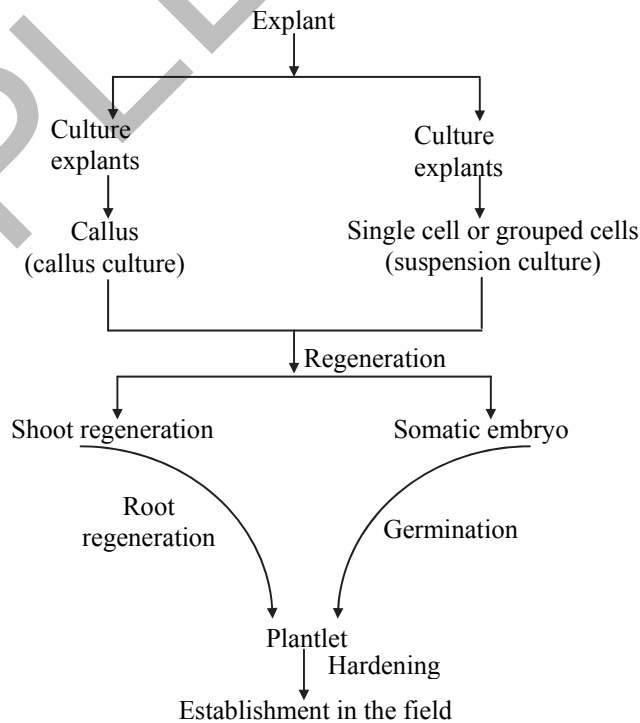 Explant
Culture
explants
Culture
explants
Callus
(callus culture)
Single cell or grouped cells
(suspension culture)
Regeneration
Shoot regeneration
Somatic embryo
Root
regeneration
Germination
Plantlet
Hardening
Establishment in the field